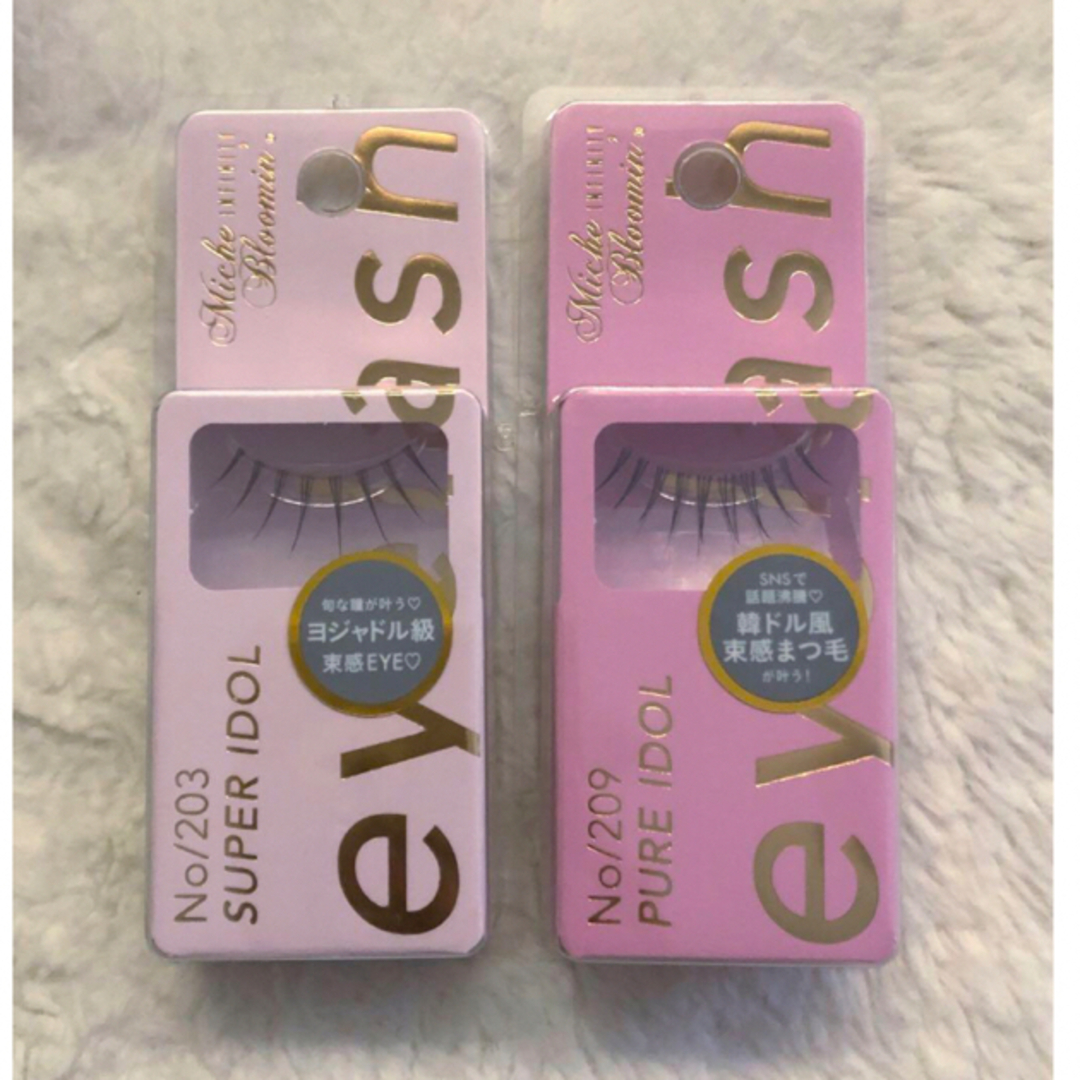 Miche INFINITY
Bloomin'
eyelash
No/203
SUPER IDOL
旬な瞳が叶う♡
ヨジャドル級
束感EYE♡
Miche INFINITY
Bloomin'
eyelash
No/209
PURE IDOL
SNSで
話題沸騰♡
韓ドル風
束感まつ毛
が叶う!